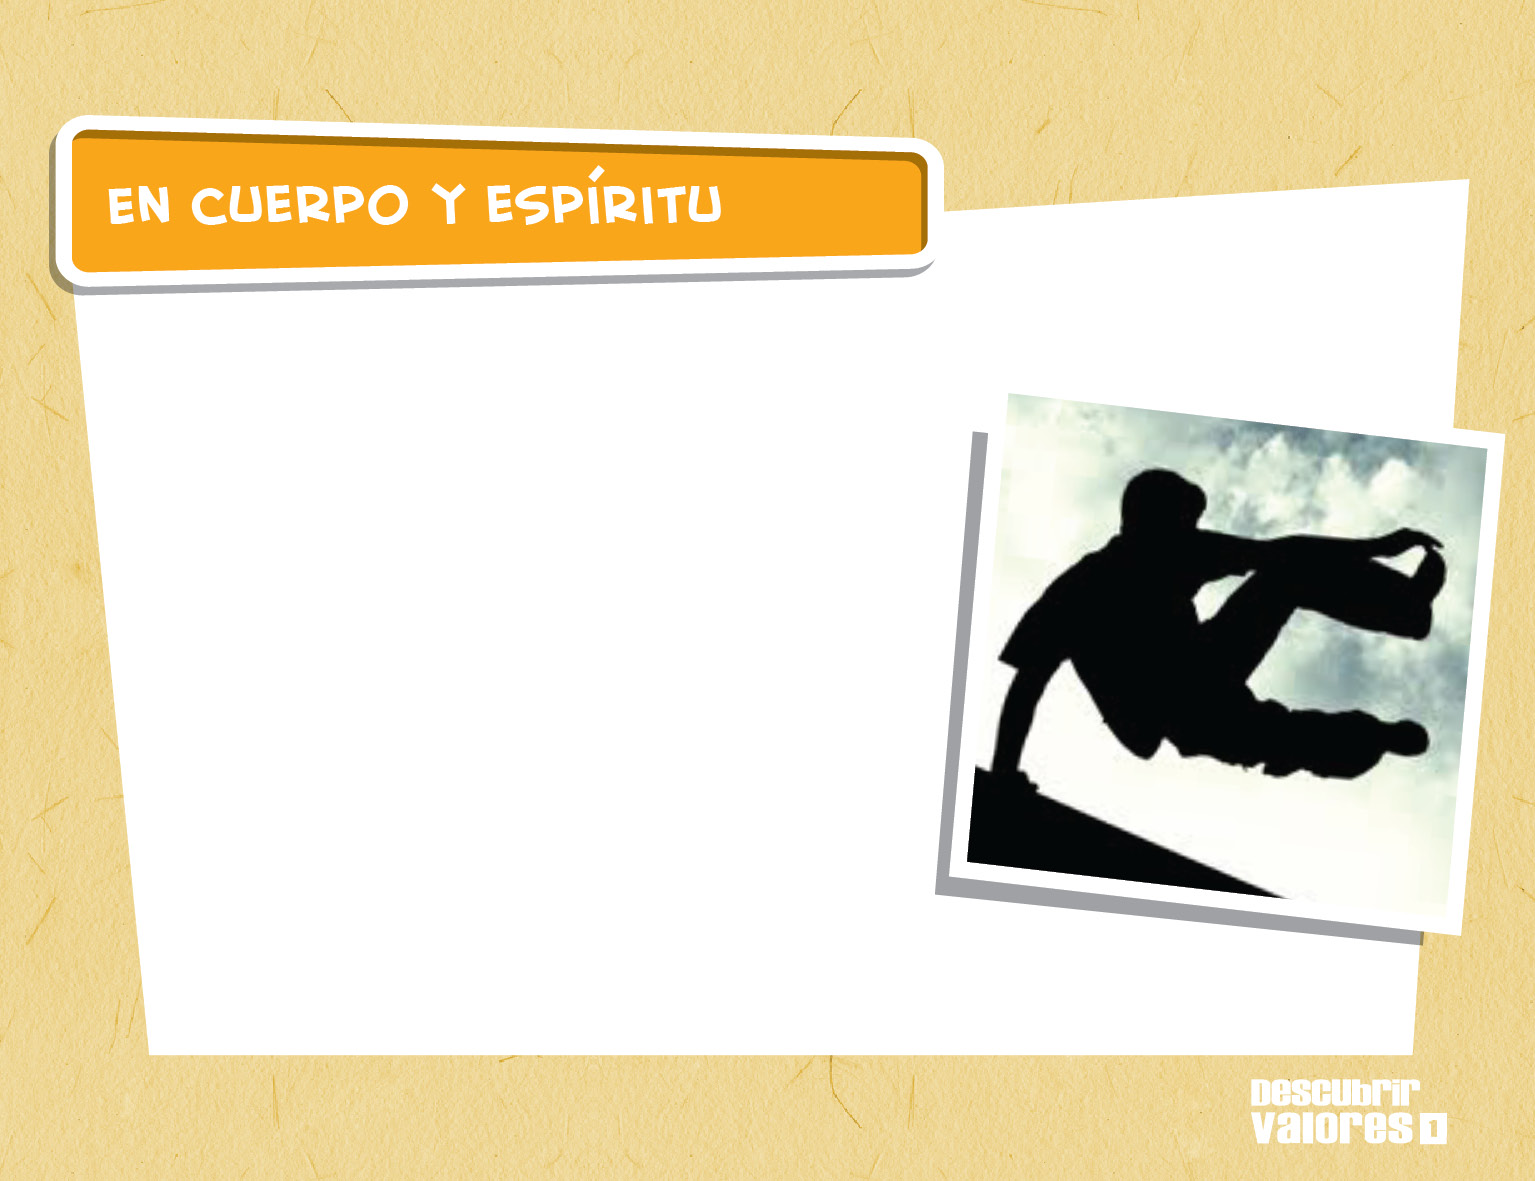 EN CUERPO Y ESPÍRITU
Descubrir
valores 1